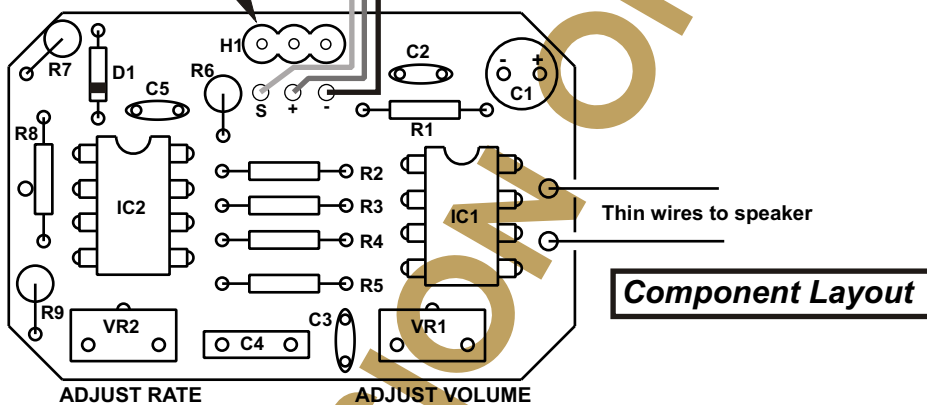 H1
C2
R7
D1
R6
- +
C1
C5
S + -
R1
R8
R2
IC2
R3
IC1
Thin wires to speaker
R4
R5
Component Layout
R9
VR2
C3
VR1
C4
ADJUST RATE
ADJUST VOLUME